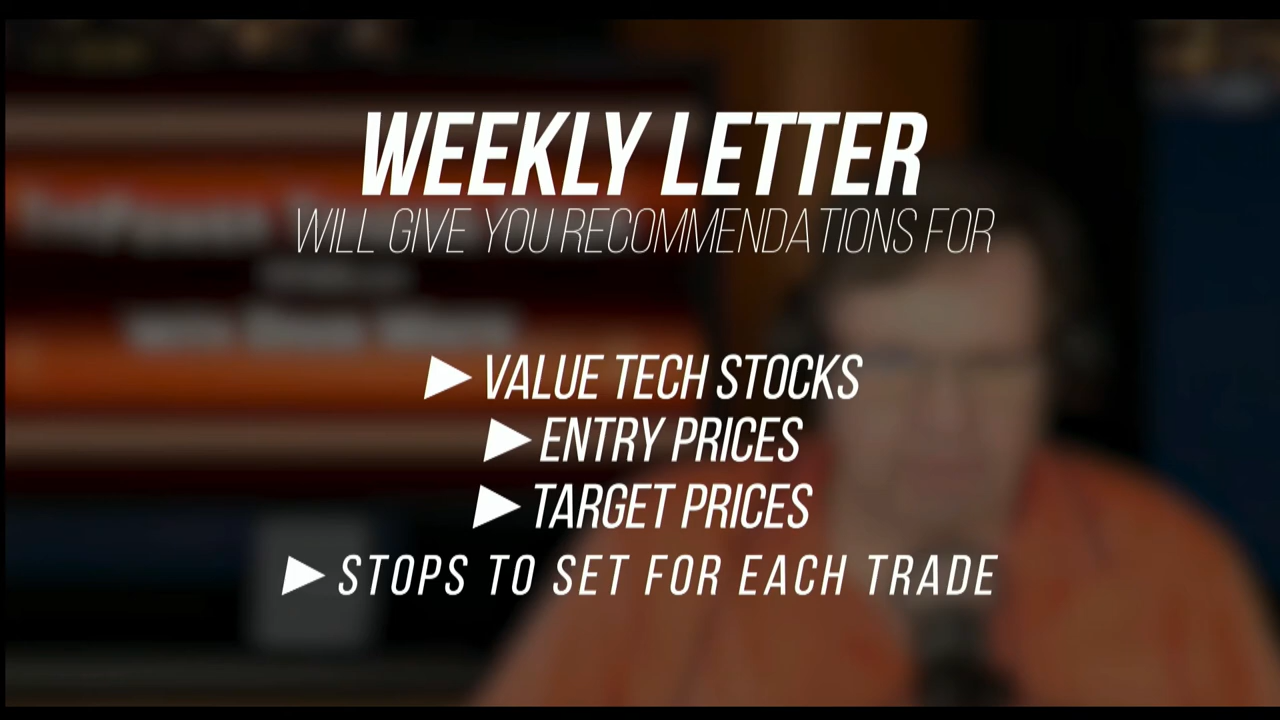 WEEKLY LETTER
WILL GIVE YOU RECOMMENDATIONS FOR
▶ VALUE TECH STOCKS
▶ ENTRY PRICES
▶ TARGET PRICES
▶ STOPS TO SET FOR EACH TRADE